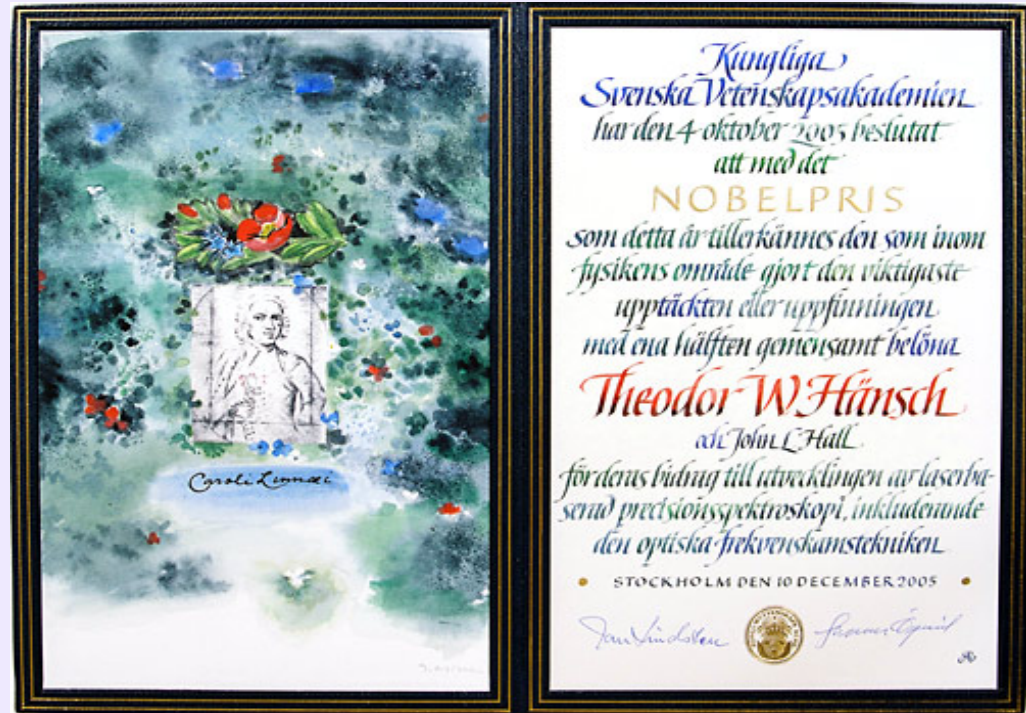 Caroli Linnæi
Kungliga
Svenska Vetenskapsakademien
har den 4 oktober 2005 beslutat
att med det
NOBELPRIS
som detta år tillerkännes den som inom
fysikens område gjort den viktigaste
upptäckten eller uppfinningen
med ena hälften gemensamt belöna
Theodor W. Hänsch
och John L. Hall
för deras bidrag till utvecklingen av laserba-
serad precisionsspektroskopi, inkluderande
den optiska frekvenskamstekniken
• STOCKHOLM DEN 10 DECEMBER 2005 •
Jan Lindsten